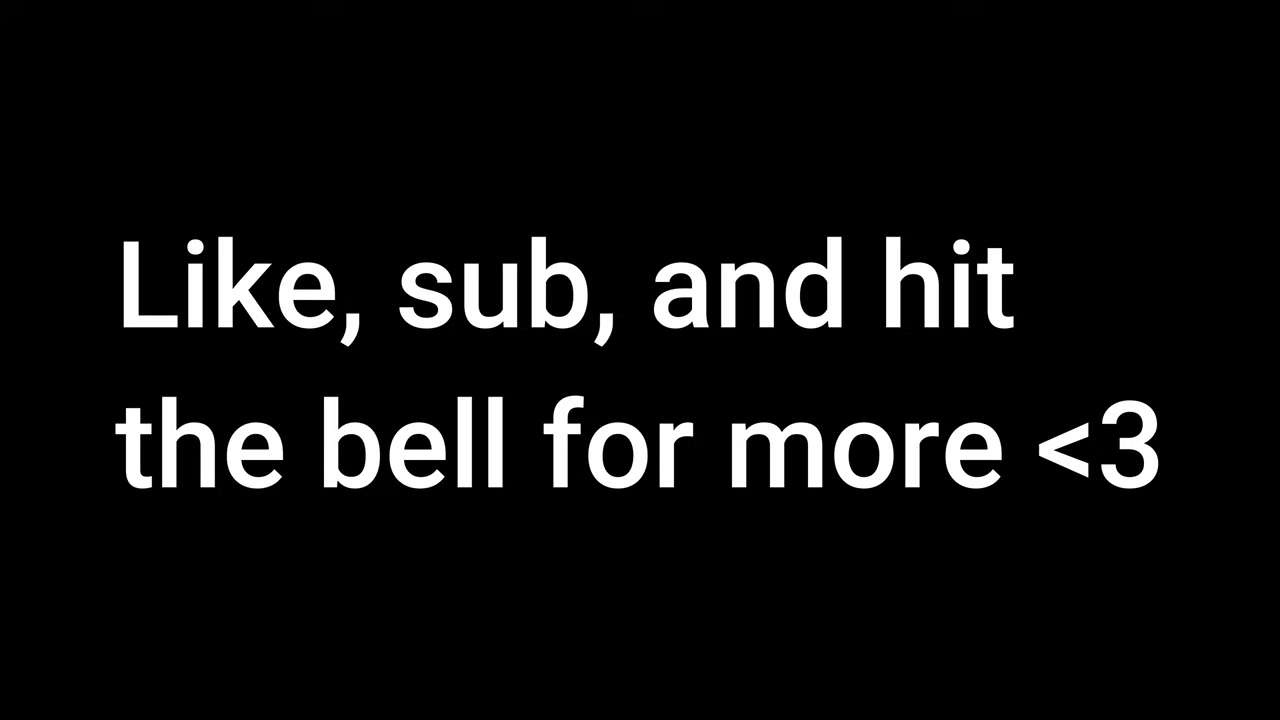 Like, sub, and hit
the bell for more <3